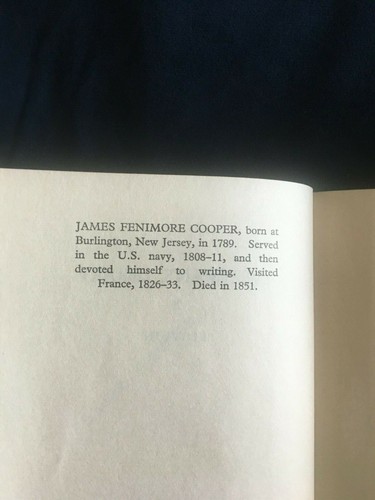 JAMES FENIMORE COOPER, born at
Burlington, New Jersey, in 1789. Served
in the U.S. navy, 1808–11, and then
devoted himself to writing. Visited
France, 1826–33. Died in 1851.